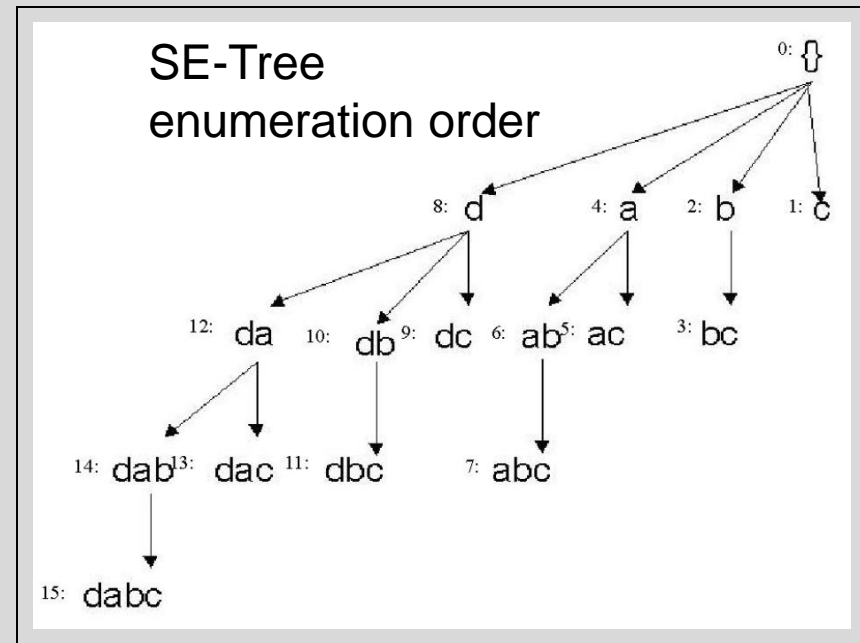 SE-Tree
enumeration order
0: {}
8: d 4: a 2: b 1: c
12: da 10: db 9: dc 6: ab 5: ac 3: bc
14: dab 13: dac 11: dbc 7: abc
15: dabc